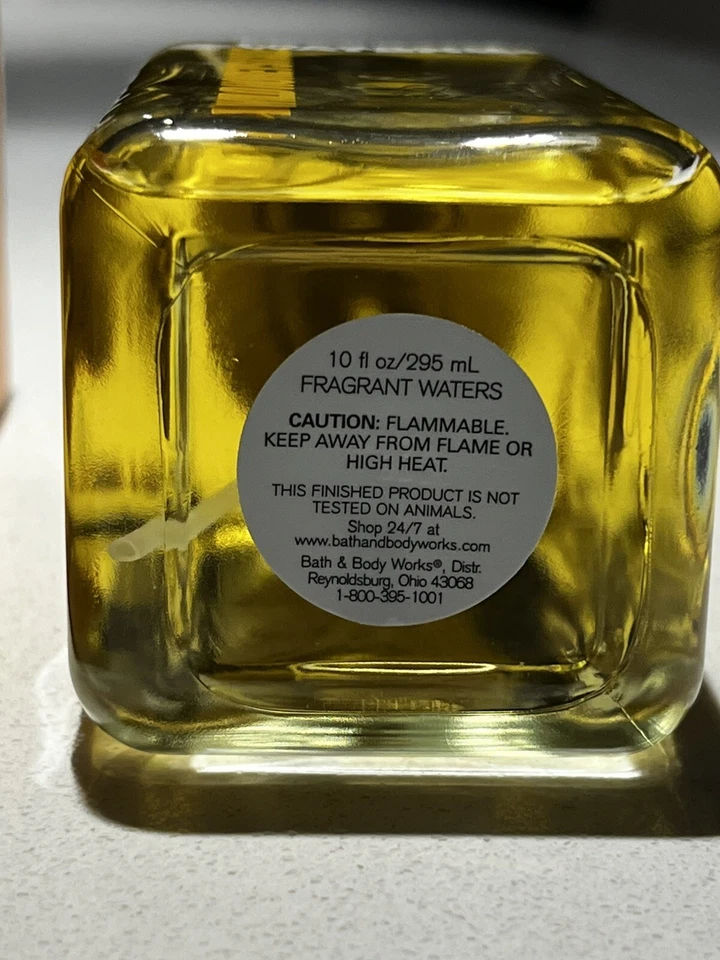 10 fl oz/295 mL
FRAGRANT WATERS
CAUTION: FLAMMABLE.
KEEP AWAY FROM FLAME OR
HIGH HEAT.
THIS FINISHED PRODUCT IS NOT
TESTED ON ANIMALS.
Shop 24/7 at
www.bathandbodyworks.com
Bath & Body Works®, Distr.
Reynoldsburg, Ohio 43068
1-800-395-1001